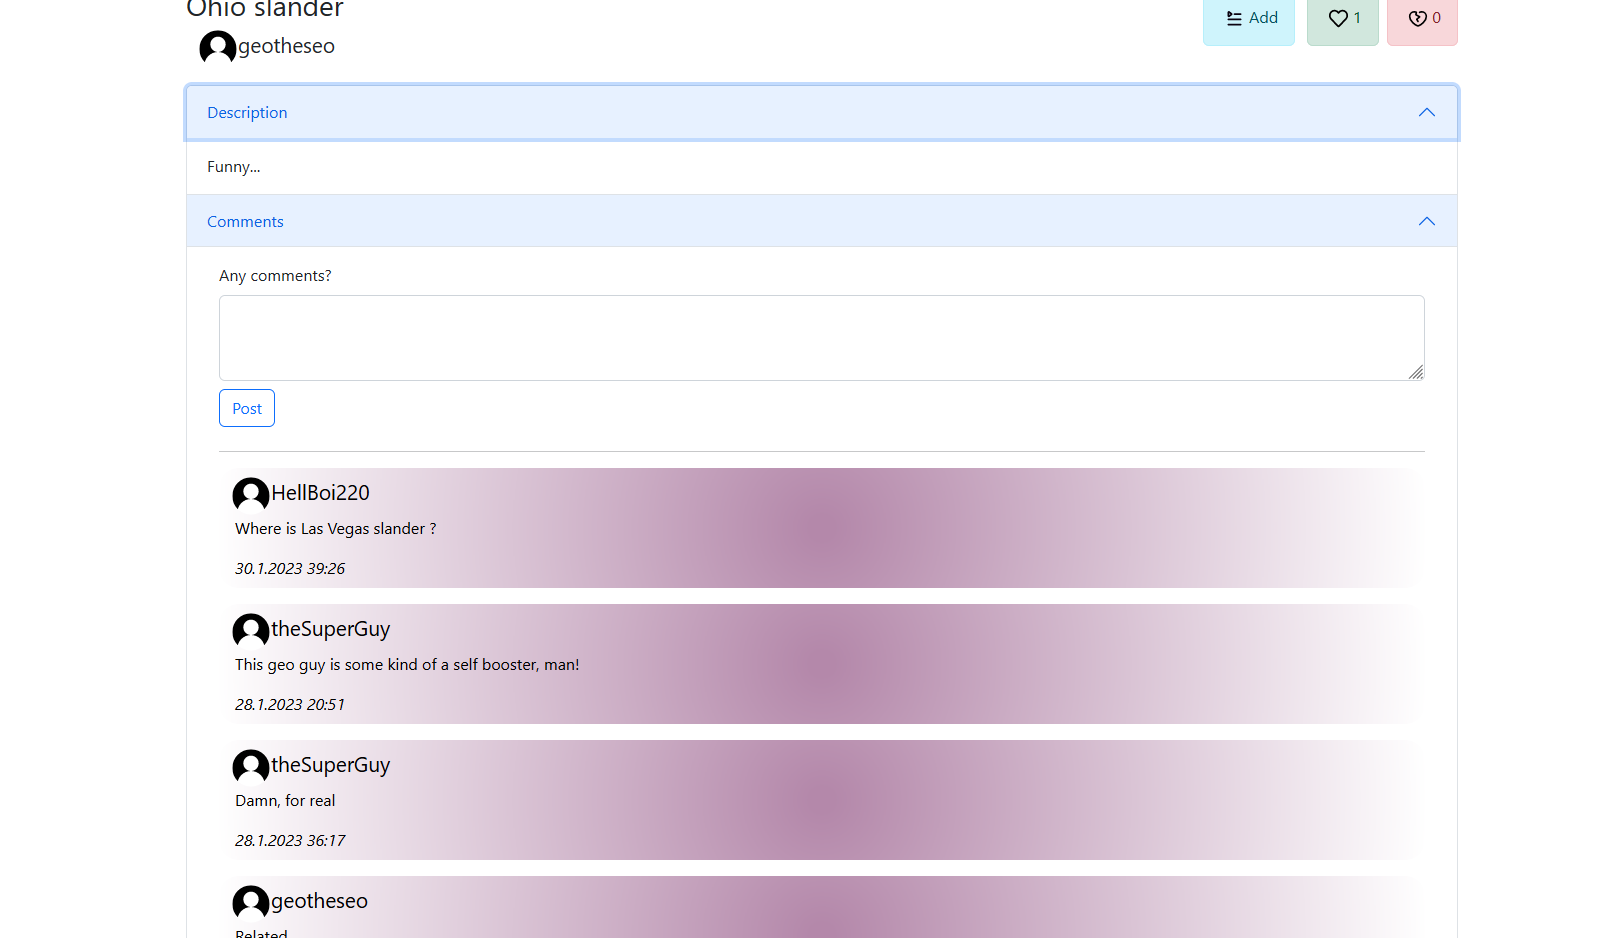 Ohio slander
Add
1
0
geotheseo
Description
Funny...
Comments
Any comments?
Post
HellBoi220
Where is Las Vegas slander ?
30.1.2023 39:26
theSuperGuy
This geo guy is some kind of a self booster, man!
28.1.2023 20:51
theSuperGuy
Damn, for real
28.1.2023 36:17
geotheseo
Related